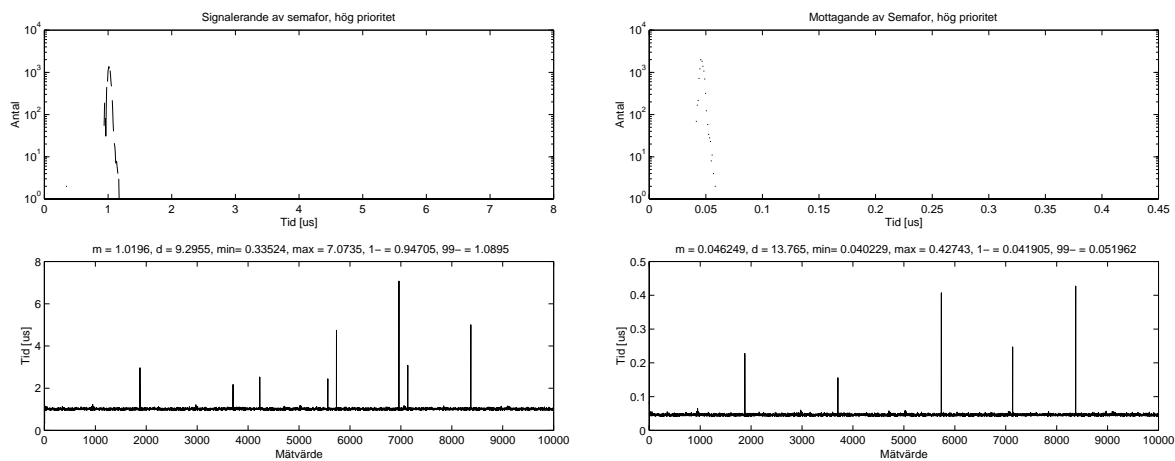 Signalerande av semafor, hög prioritet
Antal
10^4
10^3
10^2
10^1
10^0
0 1 2 3 4 5 6 7 8
Tid [us]
m = 1.0196, d = 9.2955, min= 0.33524, max = 7.0735, 1− = 0.94705, 99− = 1.0895
Tid [us]
8
6
4
2
0
0 1000 2000 3000 4000 5000 6000 7000 8000 9000 10000
Mätvärde
Mottagande av Semafor, hög prioritet
Antal
10^4
10^3
10^2
10^1
10^0
0 0.05 0.1 0.15 0.2 0.25 0.3 0.35 0.4 0.45
Tid [us]
m = 0.046249, d = 13.765, min= 0.040229, max = 0.42743, 1− = 0.041905, 99− = 0.051962
Tid [us]
0.5
0.4
0.3
0.2
0.1
0
0 1000 2000 3000 4000 5000 6000 7000 8000 9000 10000
Mätvärde